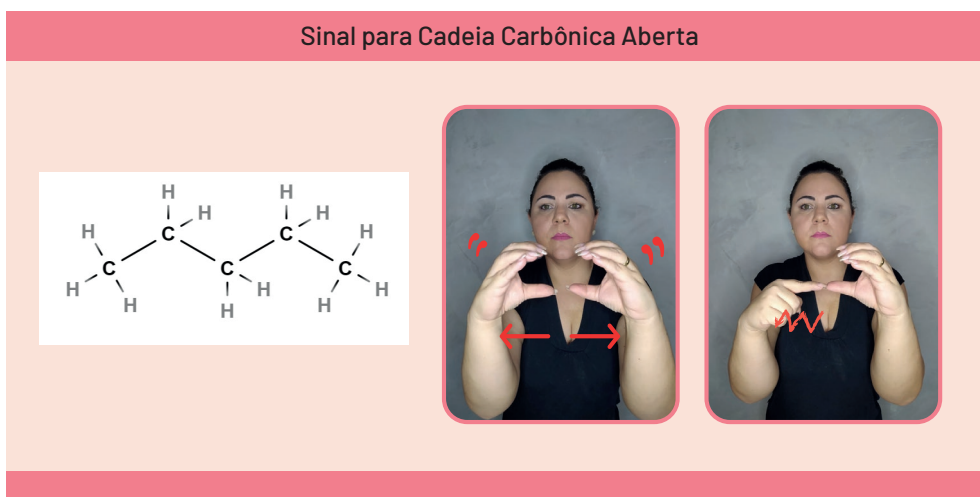 Sinal para Cadeia Carbônica Aberta
H H
H H H H
C C
C C C
H H H H
H H H